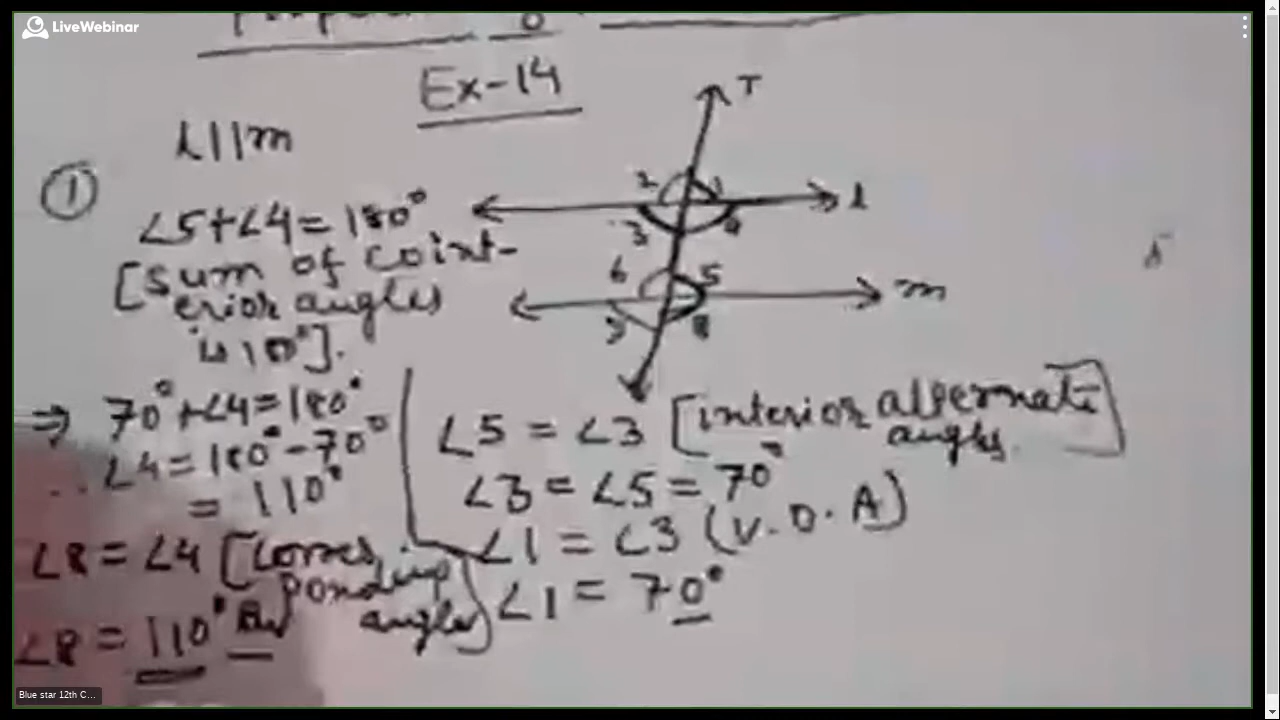 LiveWebinar
Ex-14
L||m
①
∠5+∠4=180°
[Sum of coint-
erior angles
is 180°].
⇒ 70°+∠4=180°
∴ ∠4=180°-70°
= 110°
∠8=∠4 [Corres
ponding
angles]
∠8=110° Ans
T
2 1
l
3 4
6 5
m
7 8
∠5=∠3 [interior alternate
angles.]
∠3=∠5=70°
∠1=∠3 (V.O.A)
∠1=70°
Blue star 12th C...